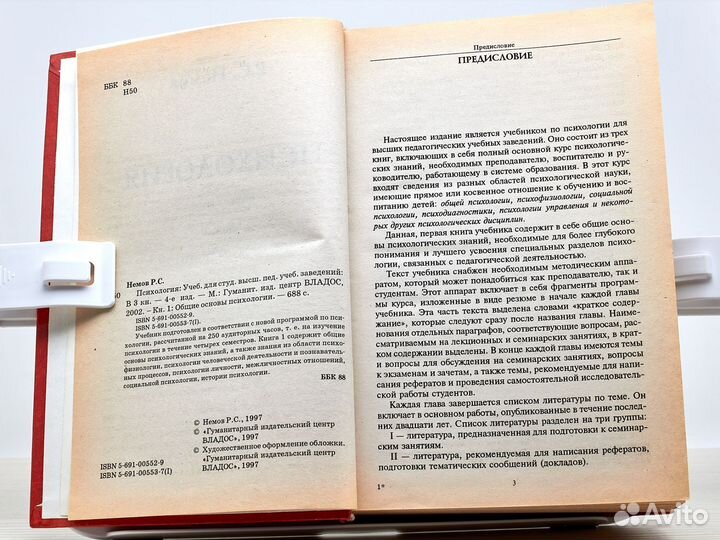 ББК 88
Н50
Немов Р.С.
Психология: Учеб. для студ. высш. пед. учеб. заведений:
В 3 кн. — 4-е изд. — М.: Гуманит. изд. центр ВЛАДОС,
2002. – Кн. 1: Общие основы психологии. — 688 с.
ISBN 5-691-00552-9.
ISBN 5-691-00553-7(I)
Учебник подготовлен в соответствии с новой программой по пси-
хологии, рассчитанной на 250 аудиторных часов, т. е. на изучение
психологии в течение четырех семестров. Книга 1 содержит общие
основы психологических знаний, а также знания из области психо-
физиологии, психологии человеческой деятельности и познаватель-
ных процессов, психологии личности, межличностных отношений,
социальной психологии, истории психологии.
ББК 88
© Немов Р.С., 1997
© «Гуманитарный издательский центр
ВЛАДОС», 1997
© Художественное оформление обложки.
«Гуманитарный издательский центр
ВЛАДОС», 1997
ISBN 5-691-00552-9
ISBN 5-691-00553-7(I)
Предисловие
ПРЕДИСЛОВИЕ
Настоящее издание является учебником по психологии для
высших педагогических учебных заведений. Оно состоит из трех
книг, включающих в себя полный основной курс психологичес-
ких знаний, необходимых преподавателю, воспитателю и ру-
ководителю, работающему в системе образования. В этот курс
входят сведения из разных областей психологической науки,
имеющие прямое или косвенное отношение к обучению и вос-
питанию детей: общей психологии, психофизиологии, социальной
психологии, психодиагностики, психологии управления и некото-
рых других психологических дисциплин.
Данная, первая книга учебника содержит в себе общие осно-
вы психологических знаний, необходимые для более глубокого
понимания и лучшего усвоения специальных разделов психоло-
гии, связанных с педагогической деятельностью.
Текст учебника снабжен необходимым методическим аппа-
ратом, который может понадобиться как преподавателю, так и
студентам. Этот аппарат включает в себя фрагмент програм-
мы курса, изложенные в виде резюме в начале каждой главы
учебника. Эта часть текста выделена словами «краткое содер-
жание», которые следуют сразу после названия главы. Именно
названия отдельных параграфов, соответствующие вопросам, рас-
сматриваемым на лекционных и семинарских занятиях, в крат-
ком содержании выделены. В конце каждой главы имеются темы
и вопросы для обсуждения на семинарских занятиях, вопросы
к экзаменам и зачетам, а также темы, рекомендуемые для напи-
сания рефератов и проведения самостоятельной исследователь-
ской работы студентов.
Каждая глава завершается списком литературы по теме. Он
включает в основном работы, опубликованные в течение послед-
них двадцати лет. Список литературы разделен на три группы:
I — литература, предназначенная для подготовки к семинар-
ским занятиям.
II — литература, рекомендуемая для написания рефератов,
подготовки тематических сообщений (докладов).
1*
3
Avito